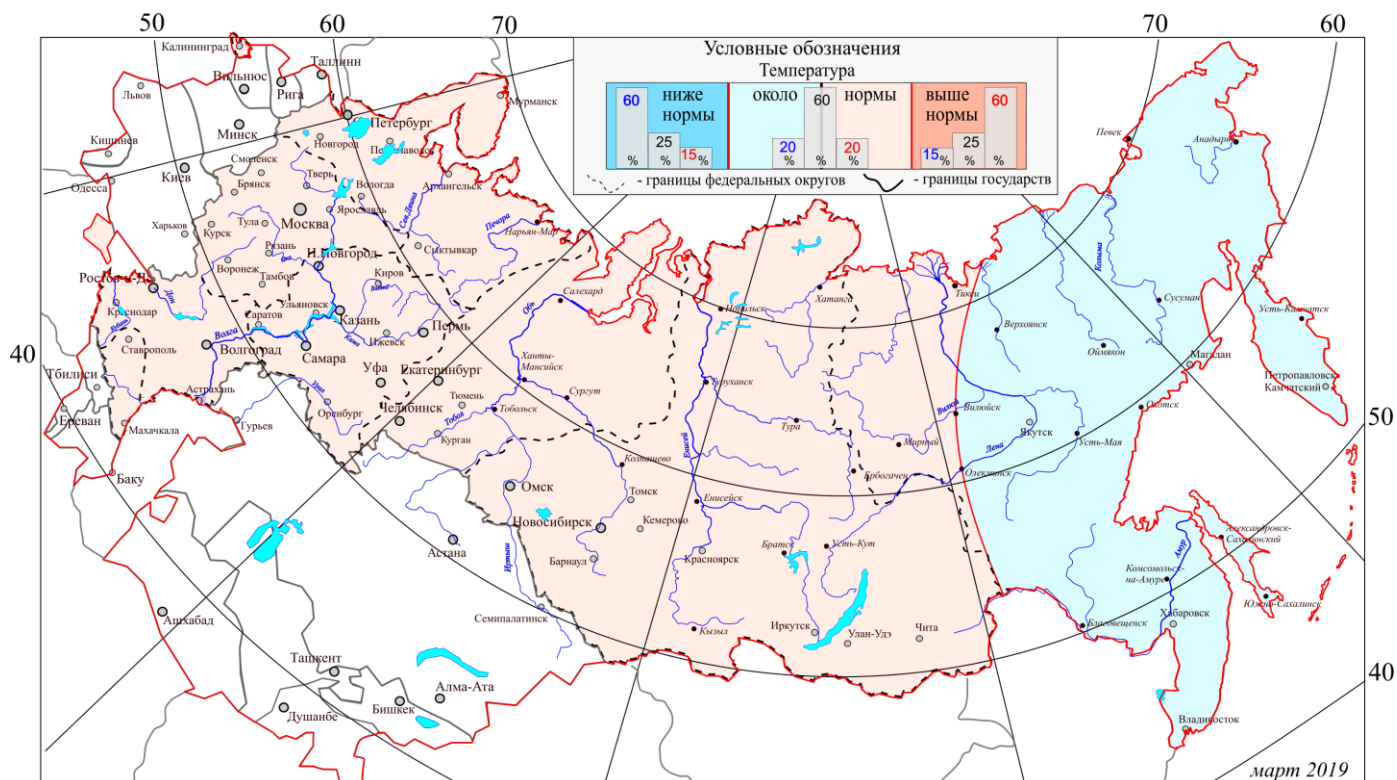 50
60
70
70
60
Условные обозначения
Температура
60
%
25
%
15
%
ниже
нормы
около
20
%
60
%
20
%
нормы
выше
нормы
15
%
25
%
60
%
- границы федеральных округов
- границы государств
Калининград
Таллинн
Вильнюс
Рига
Львов
Мурманск
Минск
Петербург
Новгород
Кишинев
Смоленск
Киев
Одесса
Брянск
Тверь
Вологда
Архангельск
Певек
Анадырь
Москва
Ярославль
Сев.Двина
Печора
Нарьян-Мар
Харьков
Курск
Тула
Рязань
Ока
Н.Новгород
Сыктывкар
Воронеж
Тамбов
Киров
Ростов-н-Д.
Дон
Ульяновск
Салехард
Обь
Норильск
Хатанга
Тикси
Колыма
Сусуман
Усть-Камчатск
Краснодар
Кубань
Саратов
Казань
Пермь
Верхоянск
Оймякон
Магадан
Ставрополь
Волга
Волгоград
Самара
Кама
Ижевск
40
Тбилиси
Уфа
Екатеринбург
Ханты-
Мансийск
Сургут
Туруханск
Петропавловск-
Камчатский
Ереван
Астрахань
Урал
Оренбург
Челябинск
Тюмень
Тобол
Тобольск
Тура
Вилюй
Вилюйск
Охотск
50
Махачкала
Гурьев
Курган
Енисей
Мирный
Лена
Якутск
Усть-Мая
Баку
Колпашево
Ербогачен
Олекминск
Омск
Томск
Енисейск
Новосибирск
Кемерово
Астана
Иртыш
Барнаул
Красноярск
Братск
Усть-Кут
Амур
Александровск-
Сахалинский
Комсомольск-
на-Амуре
Южно-Сахалинск
Ашхабад
Семипалатинск
Кызыл
Иркутск
Улан-Удэ
Чита
Благовещенск
Хабаровск
Ташкент
Алма-Ата
Бишкек
Душанбе
40
Владивосток
март 2019